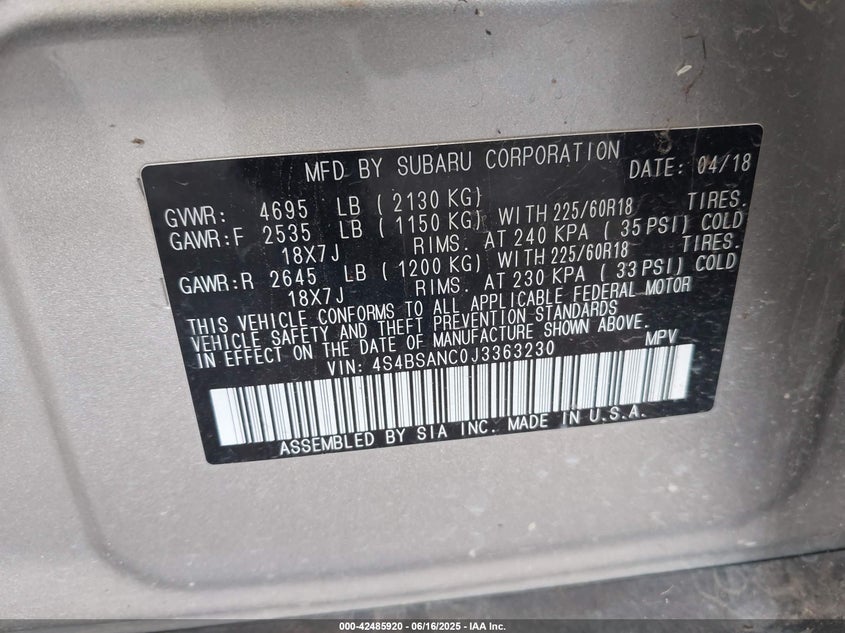 MFD BY SUBARU CORPORATION DATE: 04/18
GVWR: 4695 LB ( 2130 KG)
GAWR:F 2535 LB ( 1150 KG) WITH 225/60R18 TIRES.
18X7J RIMS. AT 240 KPA ( 35 PSI) COLD
GAWR:R 2645 LB ( 1200 KG) WITH 225/60R18 TIRES.
18X7J RIMS. AT 230 KPA ( 33 PSI) COLD
THIS VEHICLE CONFORMS TO ALL APPLICABLE FEDERAL MOTOR
VEHICLE SAFETY AND THEFT PREVENTION STANDARDS
IN EFFECT ON THE DATE OF MANUFACTURE SHOWN ABOVE.
VIN: 4S4BSANC0J3363230 MPV
ASSEMBLED BY SIA INC. MADE IN U.S.A.
000-42485920 - 06/16/2025 - IAA Inc.